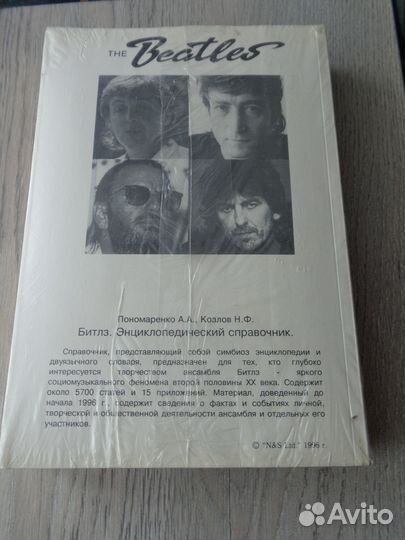 THE Beatles
Пономаренко А.А., Козлов Н.Ф.
Битлз. Энциклопедический справочник.
Справочник, представляющий собой симбиоз энциклопедии и
двуязычного словаря, предназначен для тех, кто глубоко
интересуется творчеством ансамбля Битлз - яркого
социомузыкального феномена второй половины XX века. Содержит
около 5700 статей и 15 приложений. Материал, доведенный до
начала 1996 г., содержит сведения о фактах и событиях личной,
творческой и общественной деятельности ансамбля и отдельных его
участников.
© "N&S Ltd." 1996 г.
Avito